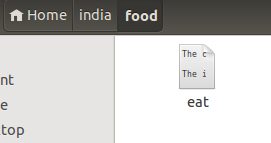 Home india food
The c
The i
eat
nt
e
top